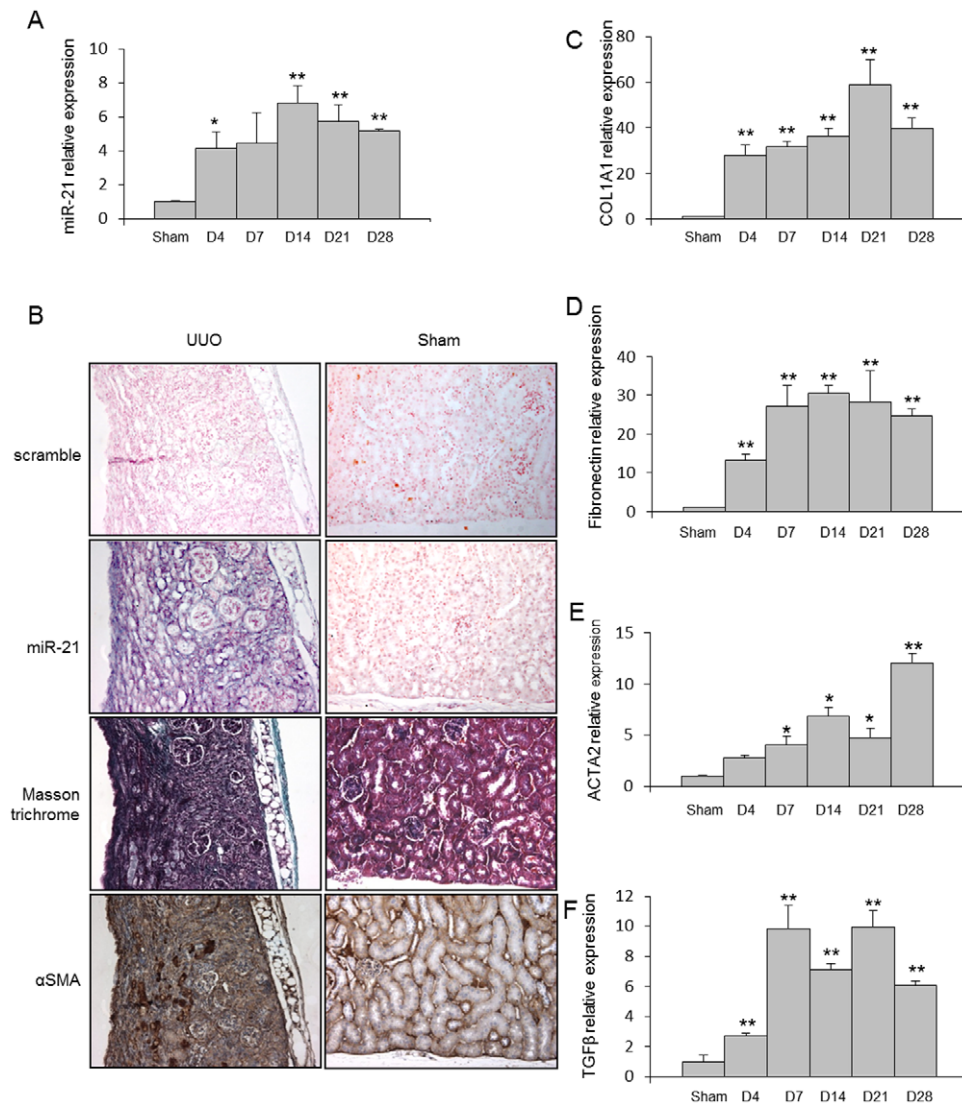 A
miR-21 relative expression
10
8
6
4
2
0
*
**
**
**
Sham D4 D7 D14 D21 D28
B
UUO Sham
scramble
miR-21
Masson
trichrome
αSMA
C
COL1A1 relative expression
80
60
40
20
0
**
**
**
**
**
Sham D4 D7 D14 D21 D28
D
Fibronectin relative expression
40
30
20
10
0
**
**
**
**
**
Sham D4 D7 D14 D21 D28
E
ACTA2 relative expression
15
10
5
0
*
*
*
**
Sham D4 D7 D14 D21 D28
F
TGFβ relative expression
12
10
8
6
4
2
0
**
**
**
**
**
Sham D4 D7 D14 D21 D28